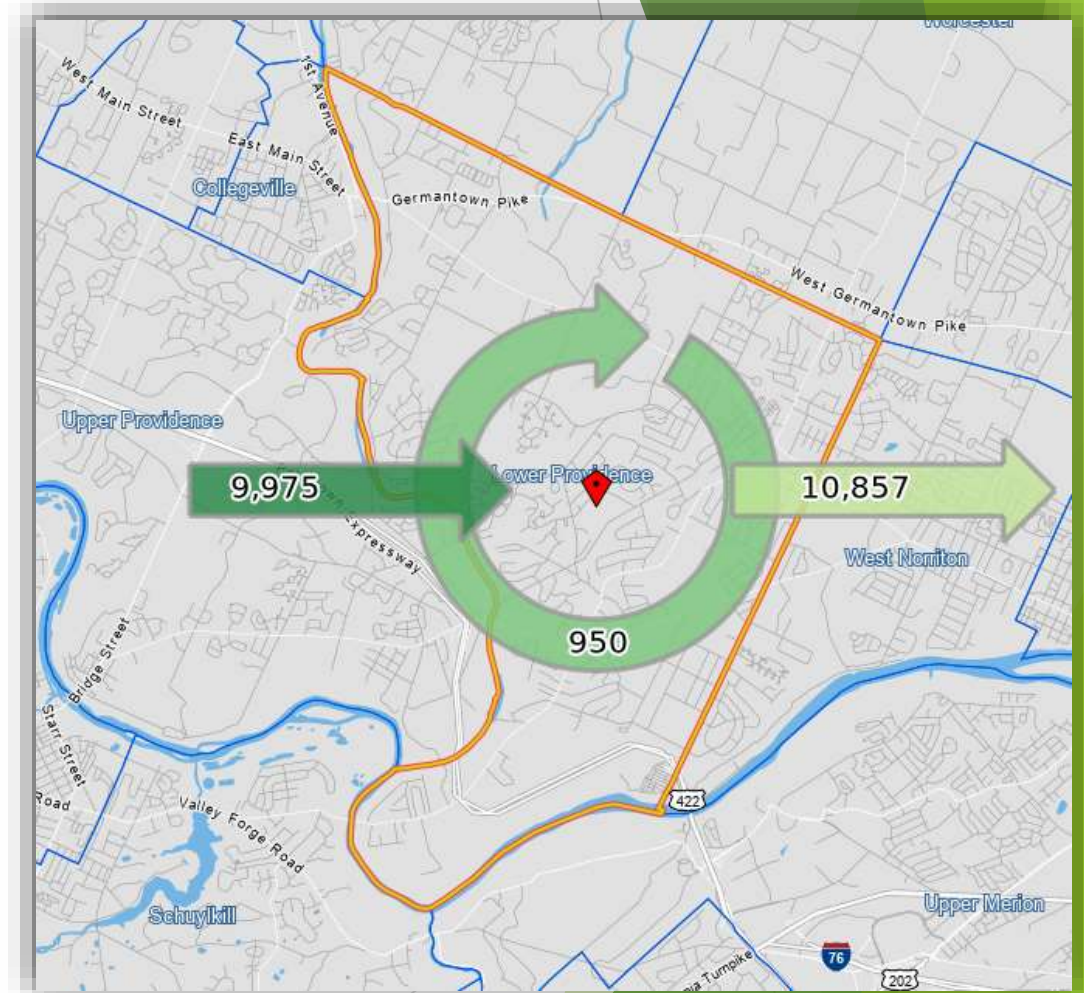 Worcester
1st Avenue
West Main Street
East Main Street
Collegeville
Germantown Pike
West Germantown Pike
Upper Providence
Lower Providence
9,975
10,857
Expressway
West Norriton
950
Bridge Street
Starr Street
Road
422
Valley Forge Road
Schuylkill
Upper Merion
76
Turnpike
202